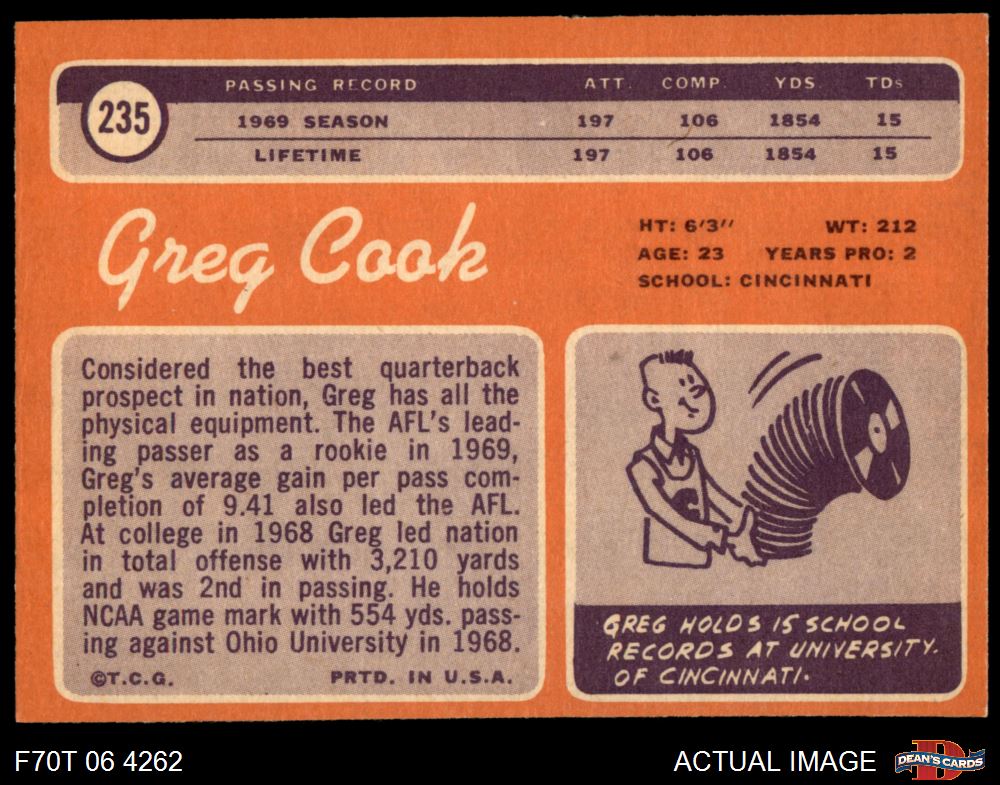 235
PASSING RECORD ATT. COMP. YDS TDs
1969 SEASON 197 106 1854 15
LIFETIME 197 106 1854 15
Greg Cook
HT: 6'3" WT: 212
AGE: 23 YEARS PRO: 2
SCHOOL: CINCINNATI
Considered the best quarterback
prospect in nation, Greg has all the
physical equipment. The AFL's lead-
ing passer as a rookie in 1969,
Greg's average gain per pass com-
pletion of 9.41 also led the AFL.
At college in 1968 Greg led nation
in total offense with 3,210 yards
and was 2nd in passing. He holds
NCAA game mark with 554 yds. pass-
ing against Ohio University in 1968.
©T.C.G. PRTD. IN U.S.A.
C
GREG HOLDS 15 SCHOOL
RECORDS AT UNIVERSITY.
OF CINCINNATI.
F70T 06 4262
ACTUAL IMAGE
D
DEAN'S CARDS